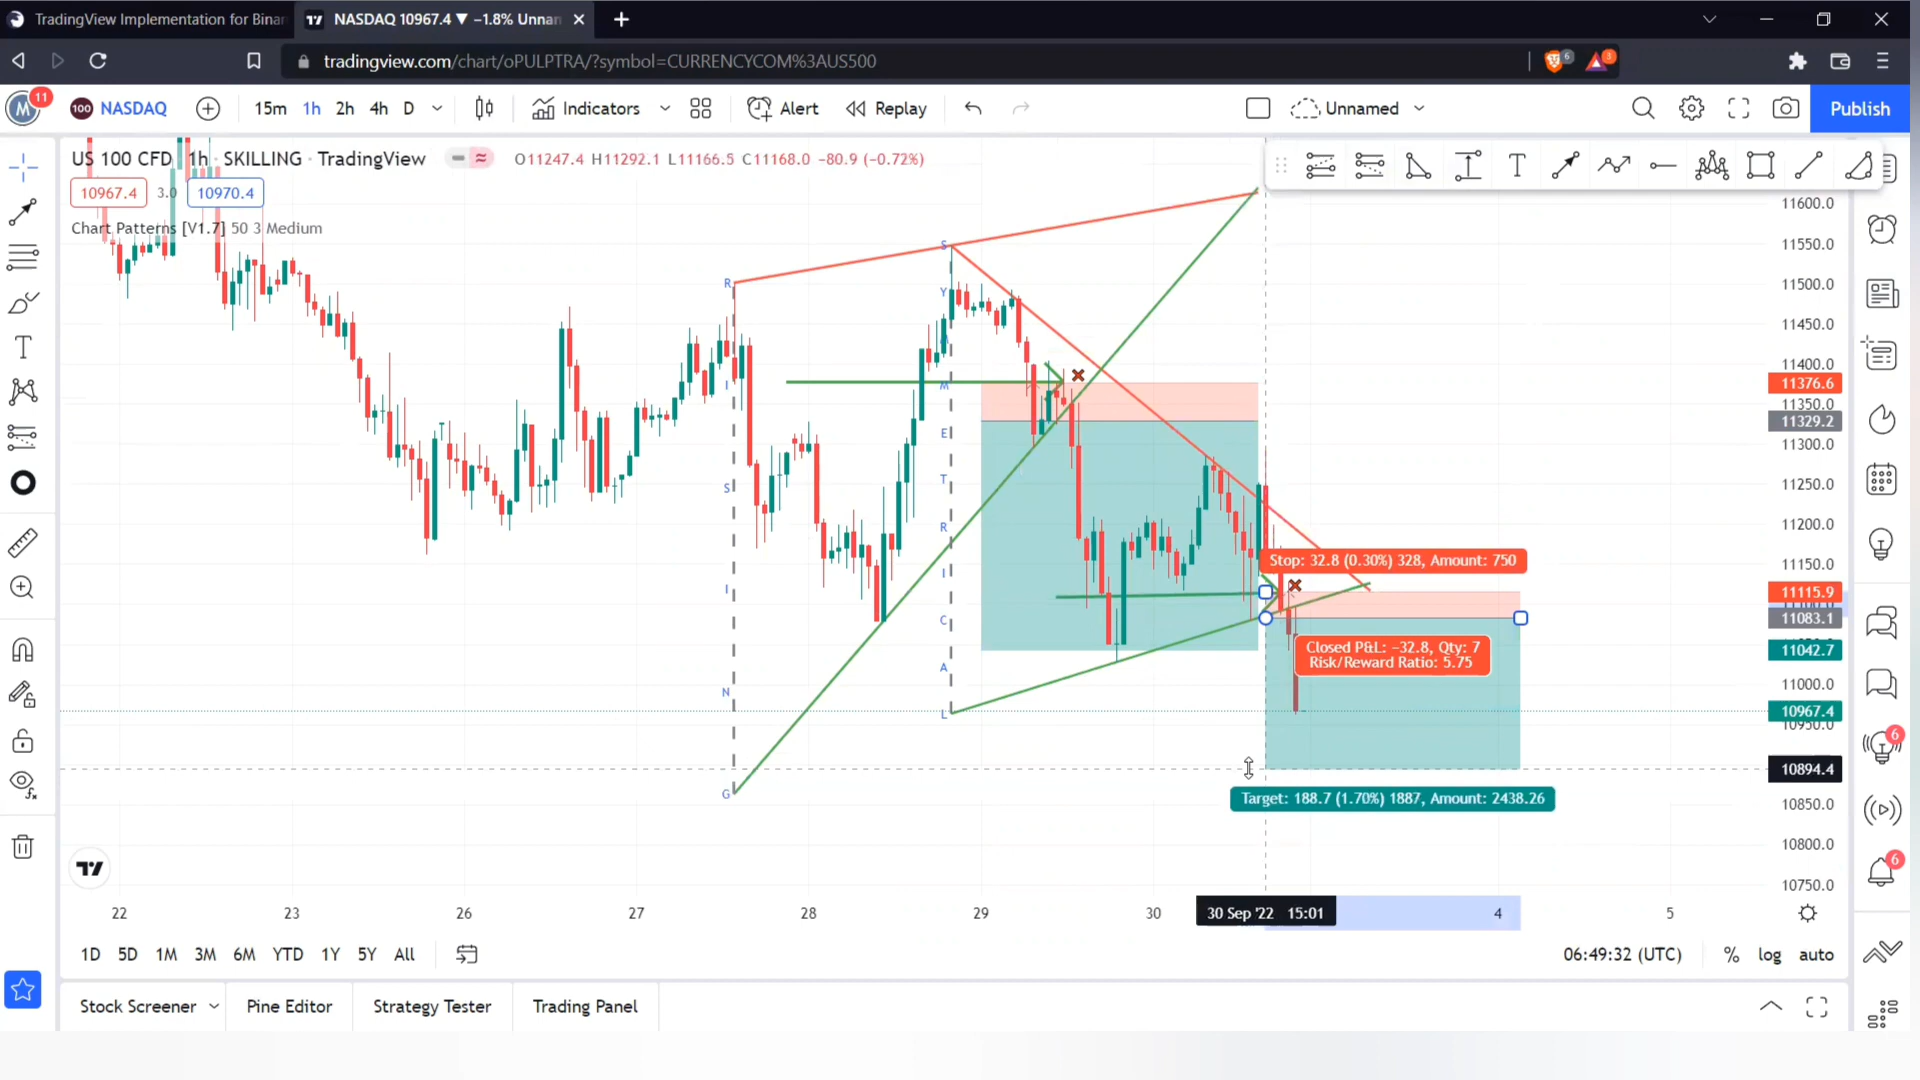 TradingView Implementation for Binar
NASDAQ 10967.4 ▼ −1.8% Unnan
tradingview.com/chart/oPULPTRA/?symbol=CURRENCYCOM%3AUS500
6
3
M
11
100
NASDAQ
15m 1h 2h 4h D
Indicators
Alert
Replay
Unnamed
Publish
US 100 CFD · 1h · SKILLING · TradingView
O11247.4 H11292.1 L11166.5 C11168.0 −80.9 (−0.72%)
10967.4 3.0 10970.4
Chart Patterns [V1.7] 50 3 Medium
T
T
R
I
S
I
N
G
S
Y
M
E
T
R
I
C
A
L
11600.0
11550.0
11500.0
11450.0
11400.0
11376.6
11350.0
11329.2
11300.0
11250.0
11200.0
11150.0
11115.9
11083.1
11042.7
11000.0
10967.4
10950.0
10894.4
10850.0
10800.0
10750.0
Stop: 32.8 (0.30%) 328, Amount: 750
Closed P&L: −32.8, Qty: 7
Risk/Reward Ratio: 5.75
Target: 188.7 (1.70%) 1887, Amount: 2438.26
6
6
22 23 26 27 28 29 30 30 Sep '22 15:01 4 5
1D 5D 1M 3M 6M YTD 1Y 5Y All
06:49:32 (UTC) % log auto
Stock Screener Pine Editor Strategy Tester Trading Panel